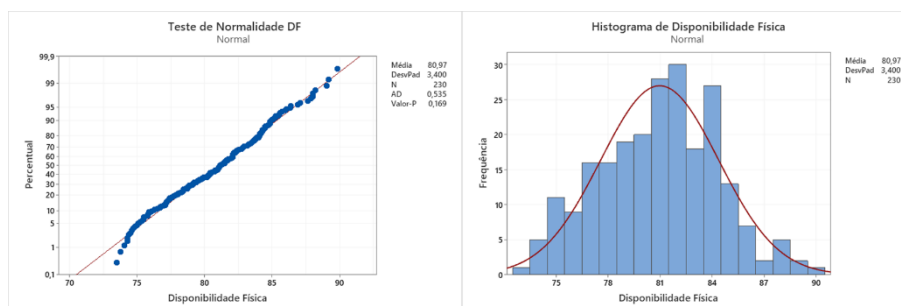 Teste de Normalidade DF
Normal
99,9
99
95
90
80
70
60
50
40
30
20
10
5
1
0,1
Percentual
70
75
80
85
90
Disponibilidade Física
Média 80,97
DesvPad 3,400
N 230
AD 0,535
Valor-P 0,169
Histograma de Disponibilidade Física
Normal
30
25
20
15
10
5
0
Frequência
75
78
81
84
87
90
Disponibilidade Física
Média 80,97
DesvPad 3,400
N 230